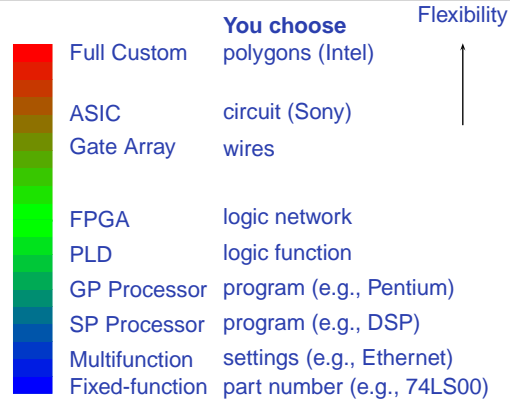 Flexibility
You choose
Full Custom polygons (Intel)
ASIC circuit (Sony)
Gate Array wires
FPGA logic network
PLD logic function
GP Processor program (e.g., Pentium)
SP Processor program (e.g., DSP)
Multifunction settings (e.g., Ethernet)
Fixed-function part number (e.g., 74LS00)